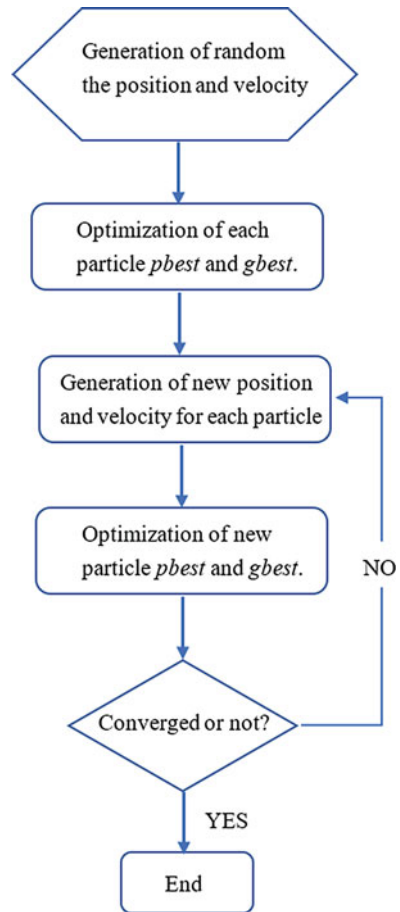 Generation of random
the position and velocity
Optimization of each
particle pbest and gbest.
Generation of new position
and velocity for each particle
Optimization of new
particle pbest and gbest.
NO
Converged or not?
YES
End